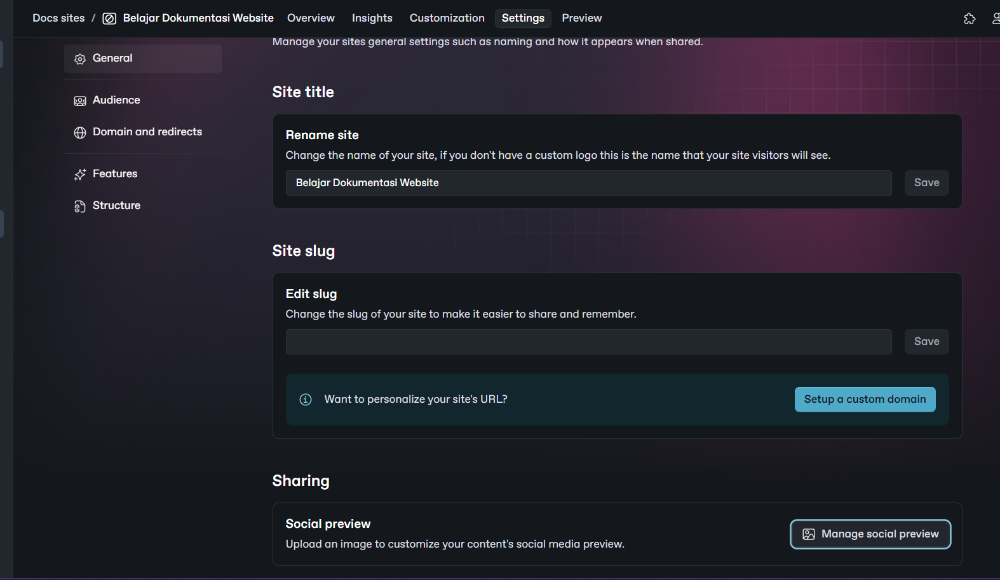 Docs sites / Belajar Dokumentasi Website Overview Insights Customization Settings Preview
Manage your sites general settings such as naming and how it appears when shared.
General
Audience
Domain and redirects
Features
Structure
Site title
Rename site
Change the name of your site, if you don't have a custom logo this is the name that your site visitors will see.
Belajar Dokumentasi Website
Save
Site slug
Edit slug
Change the slug of your site to make it easier to share and remember.
Save
Want to personalize your site's URL?
Setup a custom domain
Sharing
Social preview
Upload an image to customize your content's social media preview.
Manage social preview